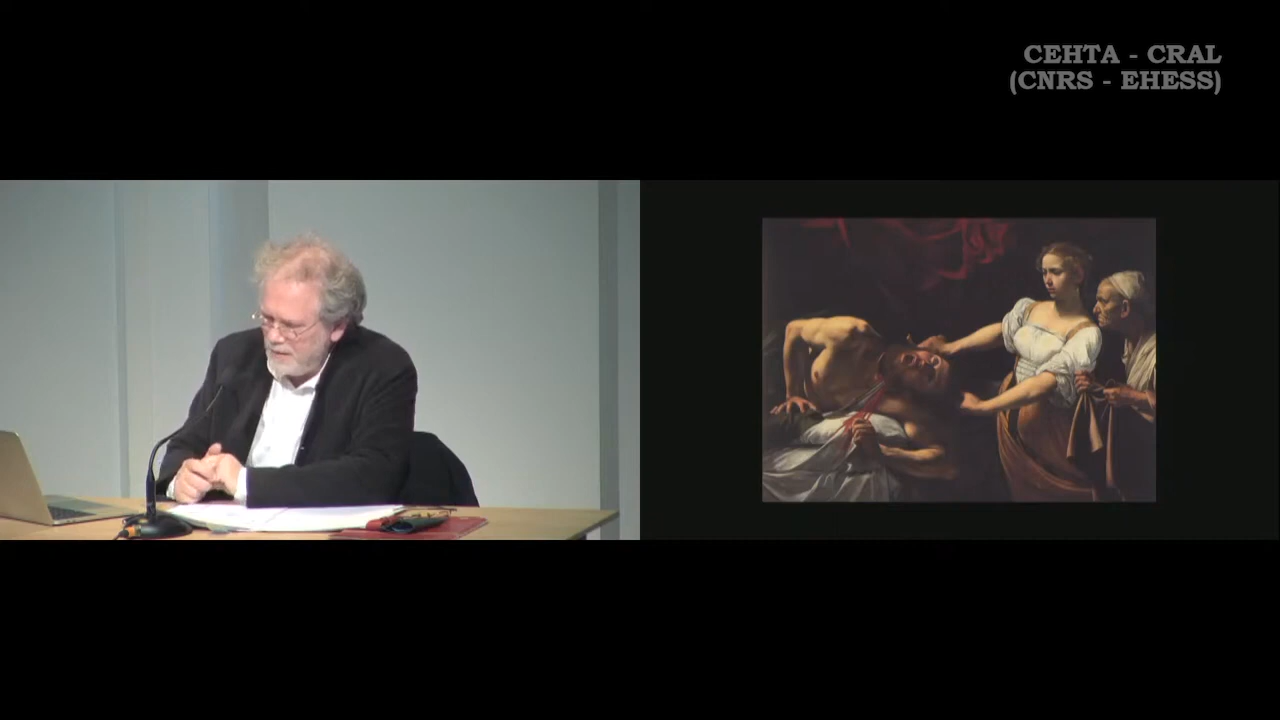 CEHTA - CRAL
(CNRS - EHESS)